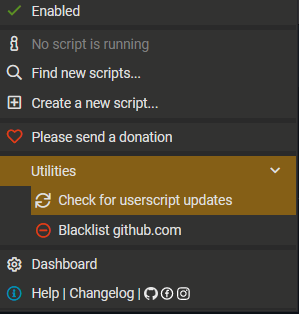 Enabled
No script is running
Find new scripts...
Create a new script...
Please send a donation
Utilities
Check for userscript updates
Blacklist github.com
Dashboard
Help | Changelog |